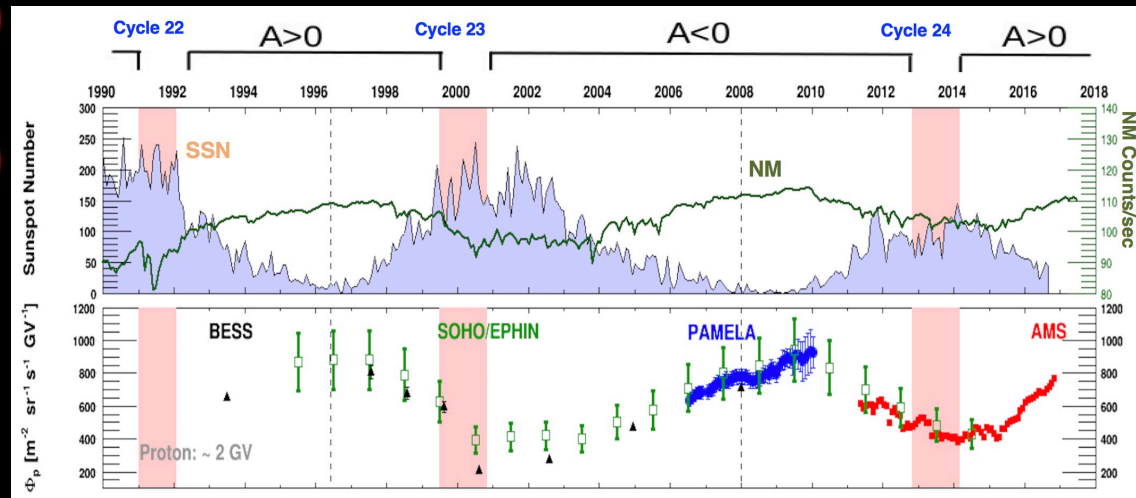 Cycle 22 Cycle 23 Cycle 24
A>0 A<0 A>0
1990 1992 1994 1996 1998 2000 2002 2004 2006 2008 2010 2012 2014 2016 2018
Sunspot Number
300
250
200
150
100
50
0
SSN
NM
140
130
120
110
100
90
80
NM Counts/sec
Φp [m-2 sr-1 s-1 GV-1]
1200
1000
800
600
400
200
BESS SOHO/EPHIN PAMELA AMS
Proton: ~ 2 GV
1200
1000
800
600
400
200